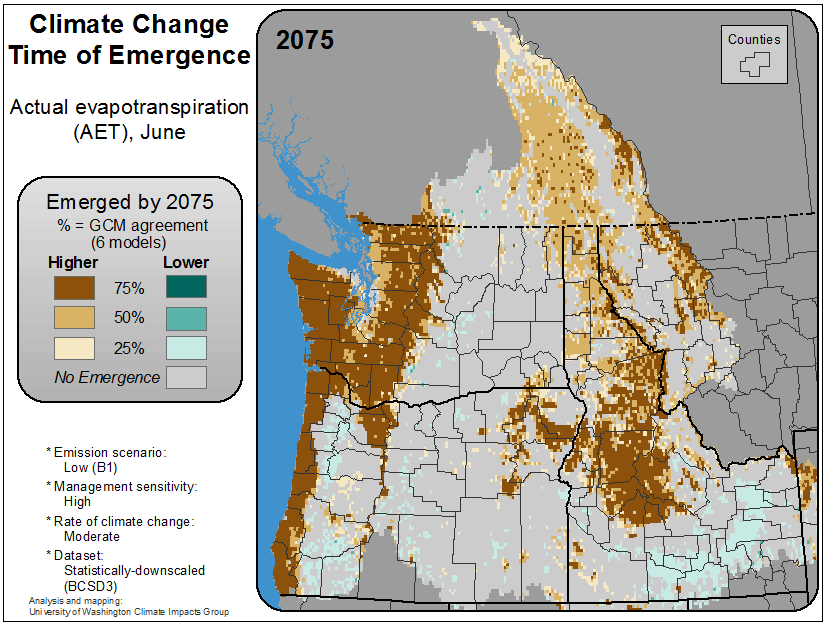 Climate Change
Time of Emergence
Actual evapotranspiration
(AET), June
Emerged by 2075
% = GCM agreement
(6 models)
Higher Lower
75%
50%
25%
No Emergence
* Emission scenario:
Low (B1)
* Management sensitivity:
High
* Rate of climate change:
Moderate
* Dataset:
Statistically-downscaled
(BCSD3)
Analysis and mapping:
University of Washington Climate Impacts Group
2075
Counties